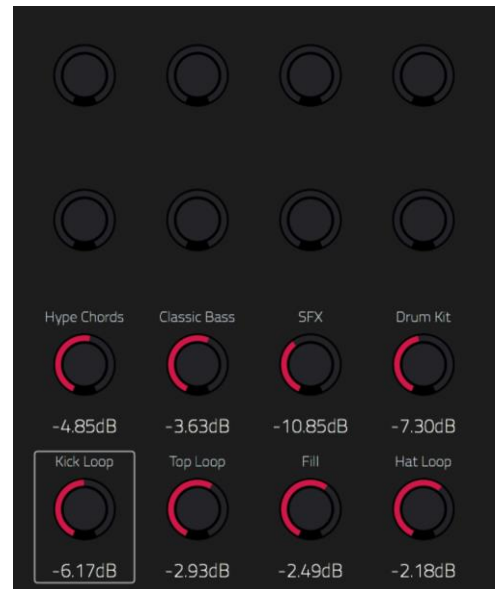 Hype Chords Classic Bass SFX Drum Kit
-4.85dB -3.63dB -10.85dB -7.30dB
Kick Loop Top Loop Fill Hat Loop
-6.17dB -2.93dB -2.49dB -2.18dB